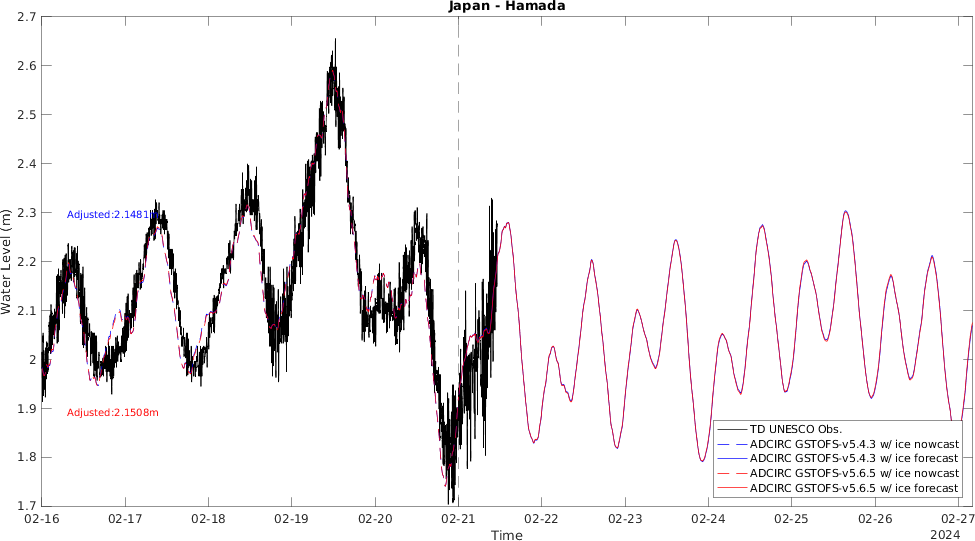 Japan - Hamada
2.7
2.6
2.5
2.4
2.3
2.2
2.1
2
1.9
1.8
1.7
Water Level (m)
Adjusted:2.1481m
Adjusted:2.1508m
TD UNESCO Obs.
ADCIRC GSTOFS-v5.4.3 w/ ice nowcast
ADCIRC GSTOFS-v5.4.3 w/ ice forecast
ADCIRC GSTOFS-v5.6.5 w/ ice nowcast
ADCIRC GSTOFS-v5.6.5 w/ ice forecast
02-16 02-17 02-18 02-19 02-20 02-21 02-22 02-23 02-24 02-25 02-26 02-27
Time
2024